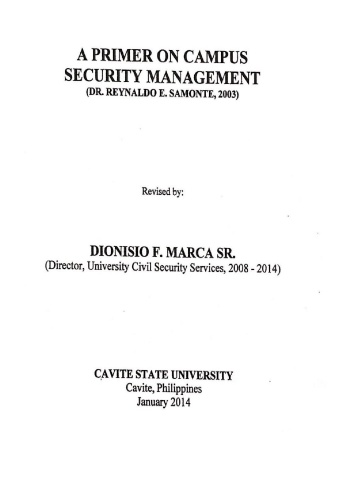 A PRIMER ON CAMPUS
SECURITY MANAGEMENT
(DR. REYNALDO E. SAMONTE, 2003)
Revised by:
DIONISIO F. MARCA SR.
(Director, University Civil Security Services, 2008 - 2014)
CAVITE STATE UNIVERSITY
Cavite, Philippines
January 2014